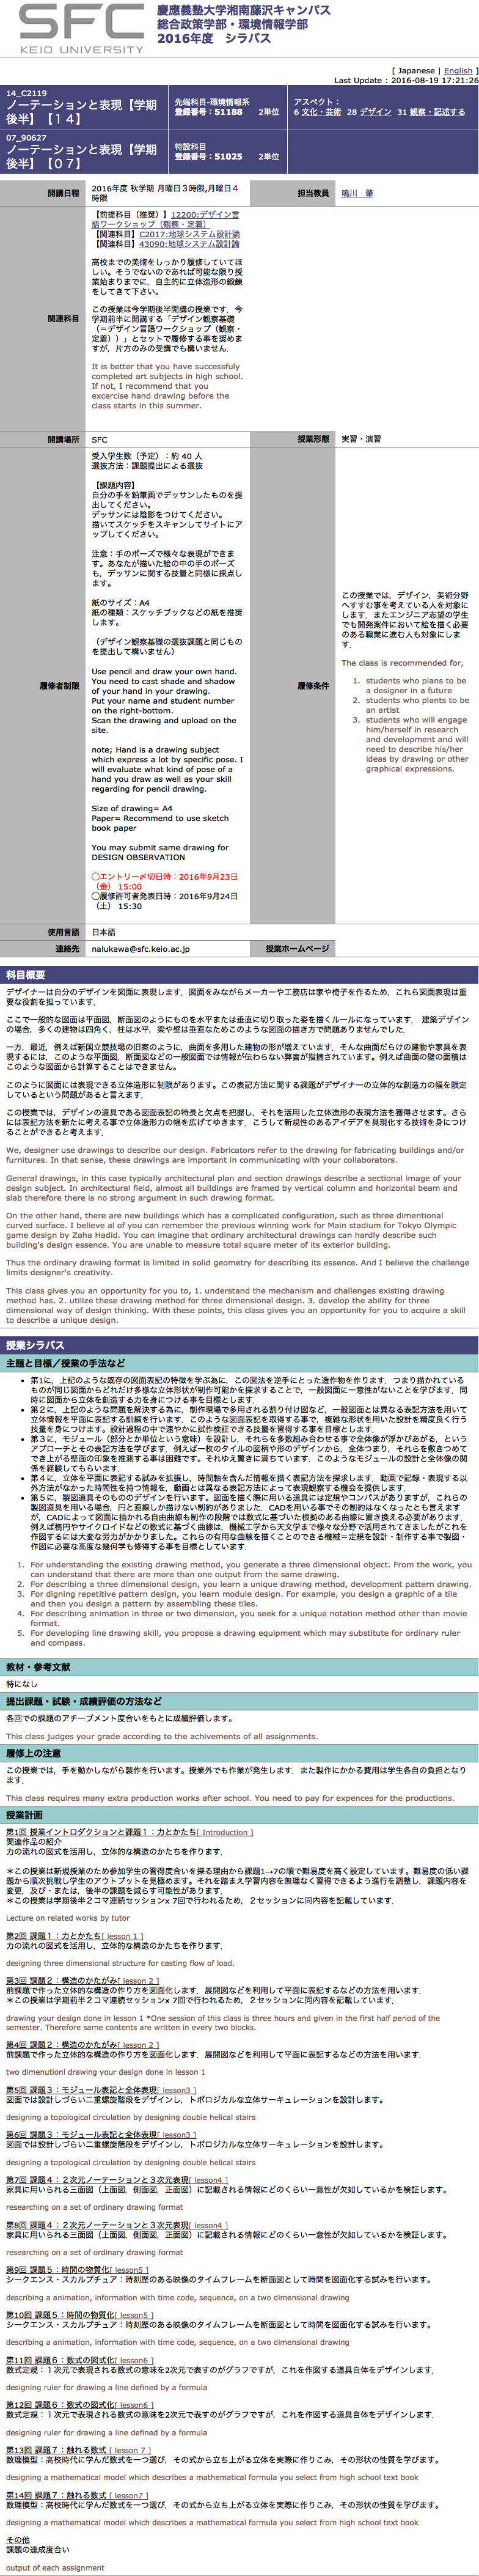 SFC
KEIO UNIVERSITY
慶應義塾大学湘南藤沢キャンパス
総合政策学部・環境情報学部
2016年度　シラバス
[ Japanese | English ]
Last Update : 2016-08-19 17:21:26
14_C2119
ノーテーションと表現【学期
後半】【１４】
先端科目-環境情報系
登録番号：51188　2単位
アスペクト：
6 文化・芸術  28 デザイン  31 観察・記述する
07_90627
ノーテーションと表現【学期
後半】【０７】
特設科目
登録番号：51025　2単位
開講日程
2016年度 秋学期 月曜日３時限,月曜日４
時限
担当教員
鳴川　肇
関連科目
【前提科目（推奨）】12200:デザイン言
語ワークショップ（観察・定着）
【関連科目】C2017:地球システム設計論
【関連科目】43090:地球システム設計論
高校までの美術をしっかり履修していてほ
しい。そうでないのであれば可能な限り授
業始まりまでに，自主的に立体造形の鍛錬
をしてきて下さい。
この授業は今学期後半開講の授業です．今
学期前半に開講する「デザイン観察基礎
（＝デザイン言語ワークショップ（観察・
定着））」とセットで履修する事を奨めま
すが，片方のみの受講でも構いません．
It is better that you have successfuly
completed art subjects in high school.
If not, I recommend that you
excercise hand drawing before the
class starts in this summer.
開講場所
SFC
授業形態
実習・演習
履修者制限
受入学生数（予定）：約 40 人
選抜方法：課題提出による選抜
【課題内容】
自分の手を鉛筆画でデッサンしたものを提
出してください。
デッサンには陰影をつけてください。
描いてスケッチをスキャンしてサイトにア
ップしてください。
注意：手のポーズで様々な表現ができま
す。あなたが描いた絵の中の手のポーズ
も，デッサンに関する技量と同様に採点し
ます。
紙のサイズ：A4
紙の種類：スケッチブックなどの紙を推奨
します。
（デザイン観察基礎の選抜課題と同じもの
を提出して構いません）
Use pencil and draw your own hand.
You need to cast shade and shadow
of your hand in your drawing.
Put your name and student number
on the right-bottom.
Scan the drawing and upload on the
site.
note; Hand is a drawing subject
which express a lot by specific pose. I
will evaluate what kind of pose of a
hand you draw as well as your skill
regarding for pencil drawing.
Size of drawing= A4
Paper= Recommend to use sketch
book paper
You may submit same drawing for
DESIGN OBSERVATION
◯エントリー〆切日時：2016年9月23日
（金） 15:00
◯履修許可者発表日時：2016年9月24日
（土） 15:30
履修条件
この授業では，デザイン，美術分野
へすすむ事を考えている人を対象に
します．またエンジニア志望の学生
でも開発案件において絵を描く必要
のある職業に進む人も対象にしま
す．
The class is recommended for,
1. students who plans to be
a designer in a future
2. students who plants to be
an artist
3. students who will engage
him/herself in research
and development and will
need to describe his/her
ideas by drawing or other
graphical expressions.
使用言語
日本語
連絡先
nalukawa@sfc.keio.ac.jp
授業ホームページ
科目概要
デザイナーは自分のデザインを図面に表現します．図面をみながらメーカーや工務店は家や椅子を作るため，これら図面表現は重
要な役割を担っています．
ここで一般的な図面は平面図，断面図のようにものを水平または垂直に切り取った姿を描くルールになっています．  建築デザイン
の場合，多くの建物は四角く，柱は水平，梁や壁は垂直なためこのような図面の描き方で問題ありませんでした．
一方，最近，例えば新国立競技場の旧案のように，曲面を多用した建物の形が増えています．そんな曲面だらけの建物や家具を表
現するには，このような平面図，断面図などの一般図面では情報が伝わらない弊害が指摘されています。例えば曲面の壁の面積は
このような図面から計算することはできません。
このように図面には表現できる立体造形に制限があります。この表記方法に関する課題がデザイナーの立体的な創造力の幅を限定
しているという問題があると言えます．
この授業では，デザインの道具である図面表記の特長と欠点を把握し，それを活用した立体造形の表現方法を獲得させます。さら
には表記方法を新たに考える事で立体造形力の幅を広げてゆきます．こうして新規性のあるアイデアを具現化する技術を身につけ
ることができると考えます．
We, designer use drawings to describe our design. Fabricators refer to the drawing for fabricating buildings and/or
furnitures. In that sense, these drawings are important in communicating with your collaborators.
General drawings, in this case typically architectural plan and section drawings describe a sectional image of your
design subject. In architectural field, almost all buildings are framed by vertical column and horizontal beam and
slab therefore there is no strong argument in such drawing format.
On the other hand, there are new buildings which has a complicated configuration, such as three dimentional
curved surface. I believe al of you can remember the previous winning work for Main stadium for Tokyo Olympic
game design by Zaha Hadid. You can imagine that ordinary architectural drawings can hardly describe such
building's design essence. You are unable to measure total square meter of its exterior building.
Thus the ordinary drawing format is limited in solid geometry for describing its essence. And I believe the challenge
limits designer's creativity.
This class gives you an opportunity for you to, 1. understand the mechanism and challenges existing drawing
method has. 2. utilize these drawing method for three dimensional design. 3. develop the ability for three
dimensional way of design thinking. With these points, this class gives you an opportunity for you to acquire a skill
to describe a unique design.
授業シラバス
主題と目標／授業の手法など
• 第1に，上記のような既存の図面表記の特徴を学ぶ為に，この図法を逆手にとった造作物を作ります．つまり描かれている
ものが同じ図面からどれだけ多様な立体形状が制作可能かを探求することで，一般図面に一意性がないことを学びます．同
時に図面から立体を創造する力を身につける事を目標とします．
• 第２に，上記のような問題を解決する為に，制作現場で多用される割り付け図など，一般図面とは異なる表記方法を用いて
立体情報を平面に表記する訓練を行います．このような図面表記を取得する事で，複雑な形状を用いた設計を精度良く行う
技量を身につけます。設計過程の中で速やかに試作検証できる技量を習得する事を目標とします．
• 第３に，モジュール（部分とか単位という意味）を設計し，それらを多数組み合わせる事で全体像が浮かびあがる，という
アプローチとその表記方法を学びます．例えば一枚のタイルの図柄や形のデザインから，全体つまり，それらを敷きつめて
でき上がる壁面の印象を推測する事は困難です。それゆえ驚きに満ちています．このようなモジュールの設計と全体像の関
係を経験してもらいます．
• 第４に，立体を平面に表記する試みを拡張し，時間軸を含んだ情報を描く表記方法を探求します．動画で記録・表現する以
外方法がなかった時間性を持つ情報を，動画とは異なる表記方法によって表現観察する機会を提供します．
• 第５に，製図道具そのもののデザインを行います。図面を描く際に用いる道具には定規やコンパスがありますが，これらの
製図道具を用いる場合，円と直線しか描けない制約がありました．CADを用いる事でその制約はなくなったとも言えます
が，CADによって図面に描かれる自由曲線も制作の段階では数式に基づいた根拠のある曲線に置き換える必要があります．
例えば楕円やサイクロイドなどの数式に基づく曲線は，機械工学から天文学まで様々な分野で活用されてきましたがこれを
作図するには大変な労力がかかりました。これらの有用な曲線を描くことのできる機械＝定規を設計・制作する事で製図・
作図に必要な高度な幾何学も修得する事を目標としています．
1. For understanding the existing drawing method, you generate a three dimensional object. From the work, you
can understand that there are more than one output from the same drawing.
2. For describing a three dimensional design, you learn a unique drawing method, development pattern drawing.
3. For digning repetitive pattern design, you learn module design. For example, you design a graphic of a tile
and then you design a pattern by assembling these tiles.
4. For describing animation in three or two dimension, you seek for a unique notation method other than movie
format.
5. For developing line drawing skill, you propose a drawing equipment which may substitute for ordinary ruler
and compass.
教材・参考文献
特になし
提出課題・試験・成績評価の方法など
各回での課題のアチーブメント度合いをもとに成績評価します。
This class judges your grade according to the achivements of all assignments.
履修上の注意
この授業では，手を動かしながら製作を行います。授業外でも作業が発生します．また製作にかかる費用は学生各自の負担となり
ます．
This class requires many extra production works after school. You need to pay for expences for the productions.
授業計画
第1回 授業イントロダクションと課題１：力とかたち[ Introduction ]
関連作品の紹介
力の流れの図式を活用し，立体的な構造のかたちを作ります．
＊この授業は新規授業のため参加学生の習得度合いを探る理由から課題1→7の順で難易度を高く設定しています。難易度の低い課
題から順次挑戦し学生のアウトプットを見極めます。それを踏まえ学習内容を無理なく習得できるよう進行を調整し，課題内容を
変更，及び・または，後半の課題を減らす可能性があります．
＊この授業は学期後半２コマ連続セッションx 7回で行われるため，２セッションに同内容を記載しています．
Lecture on related works by tutor
第2回 課題１：力とかたち[ lesson 1 ]
力の流れの図式を活用し，立体的な構造のかたちを作ります．
designing three dimensional structure for casting flow of load.
第3回 課題２：構造のかたがみ[ lesson 2 ]
前課題で作った立体的な構造の作り方を図面化します．展開図などを利用して平面に表記するなどの方法を用います．
＊この授業は学期前半２コマ連続セッションx 7回で行われるため，２セッションに同内容を記載しています．
drawing your design done in lesson 1 *One session of this class is three hours and given in the first half period of the
semester. Therefore same contents are written in every two blocks.
第4回 課題２：構造のかたがみ[ lesson 2 ]
前課題で作った立体的な構造の作り方を図面化します．展開図などを利用して平面に表記するなどの方法を用います．
two dimenutionl drawing your design done in lesson 1
第5回 課題３：モジュール表記と全体表現[ lesson3 ]
図面では設計しづらい二重螺旋階段をデザインし，トポロジカルな立体サーキュレーションを設計します。
designing a topological circulation by designing double helical stairs
第6回 課題３：モジュール表記と全体表現[ lesson3 ]
図面では設計しづらい二重螺旋階段をデザインし，トポロジカルな立体サーキュレーションを設計します。
designing a topological circulation by designing double helical stairs
第7回 課題４：２次元ノーテーションと３次元表現[ lesson4 ]
家具に用いられる三面図（上面図，側面図，正面図）に記載される情報にどのくらい一意性が欠如しているかを検証します。
researching on a set of ordinary drawing format
第8回 課題４：２次元ノーテーションと３次元表現[ lesson4 ]
家具に用いられる三面図（上面図，側面図，正面図）に記載される情報にどのくらい一意性が欠如しているかを検証します。
researching on a set of ordinary drawing format
第9回 課題５：時間の物質化[ lesson5 ]
シークエンス・スカルプチュア：時刻歴のある映像のタイムフレームを断面図として時間を図面化する試みを行います。
describing a animation, information with time code, sequence, on a two dimensional drawing
第10回 課題５：時間の物質化[ lesson5 ]
シークエンス・スカルプチュア：時刻歴のある映像のタイムフレームを断面図として時間を図面化する試みを行います。
describing a animation, information with time code, sequence, on a two dimensional drawing
第11回 課題６：数式の図式化[ lesson6 ]
数式定規：１次元で表現される数式の意味を2次元で表すのがグラフですが，これを作図する道具自体をデザインします．
designing ruler for drawing a line defined by a formula
第12回 課題６：数式の図式化[ lesson6 ]
数式定規：１次元で表現される数式の意味を2次元で表すのがグラフですが，これを作図する道具自体をデザインします．
designing ruler for drawing a line defined by a formula
第13回 課題７：触れる数式 [ lesson 7 ]
数理模型：高校時代に学んだ数式を一つ選び，その式から立ち上がる立体を実際に作りこみ，その形状の性質を学びます。
designing a mathematical model which describes a mathematical formula you select from high school text book
第14回 課題７：触れる数式 [ lesson7 ]
数理模型：高校時代に学んだ数式を一つ選び，その式から立ち上がる立体を実際に作りこみ，その形状の性質を学びます。
designing a mathematical model which describes a mathematical formula you select from high school text book
その他
課題の達成度合い
output of each assignment